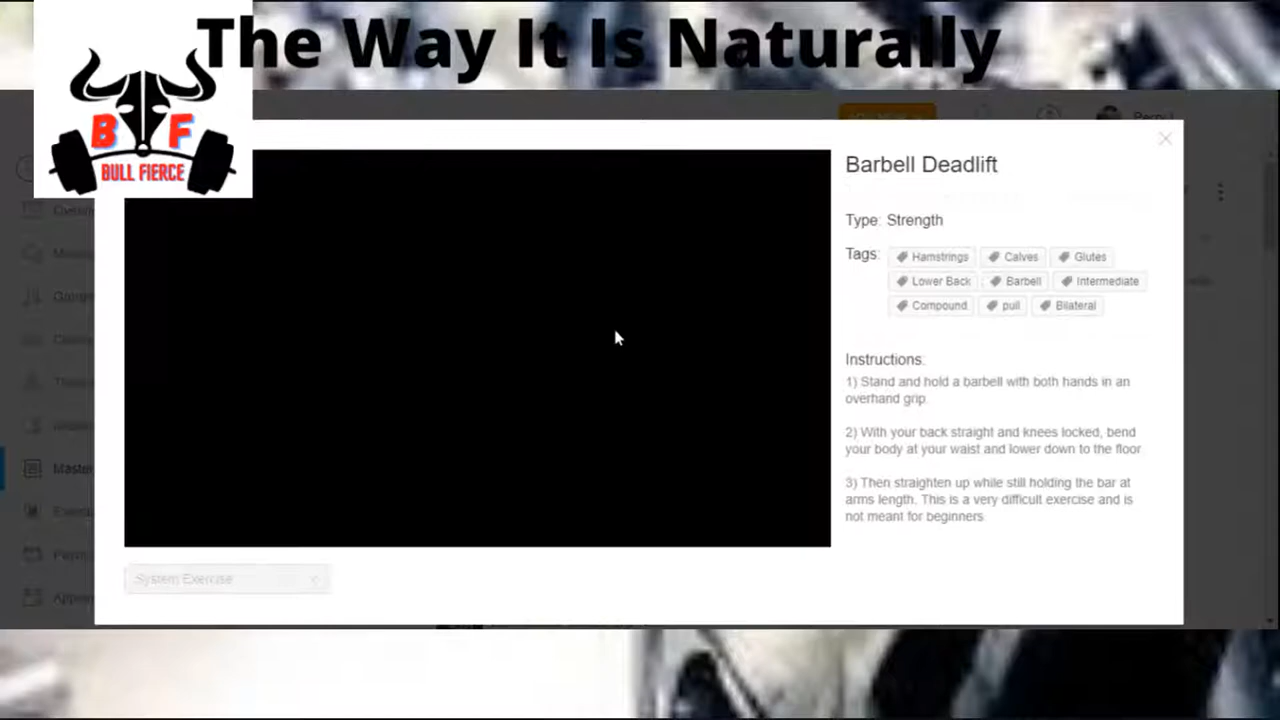 The Way It Is Naturally
B F
BULL FIERCE
Barbell Deadlift
Type: Strength
Tags: Hamstrings Calves Glutes
Lower Back Barbell Intermediate
Compound pull Bilateral
Instructions:
1) Stand and hold a barbell with both hands in an
overhand grip.
2) With your back straight and knees locked, bend
your body at your waist and lower down to the floor
3) Then straighten up while still holding the bar at
arms length. This is a very difficult exercise and is
not meant for beginners
System Exercise
Master